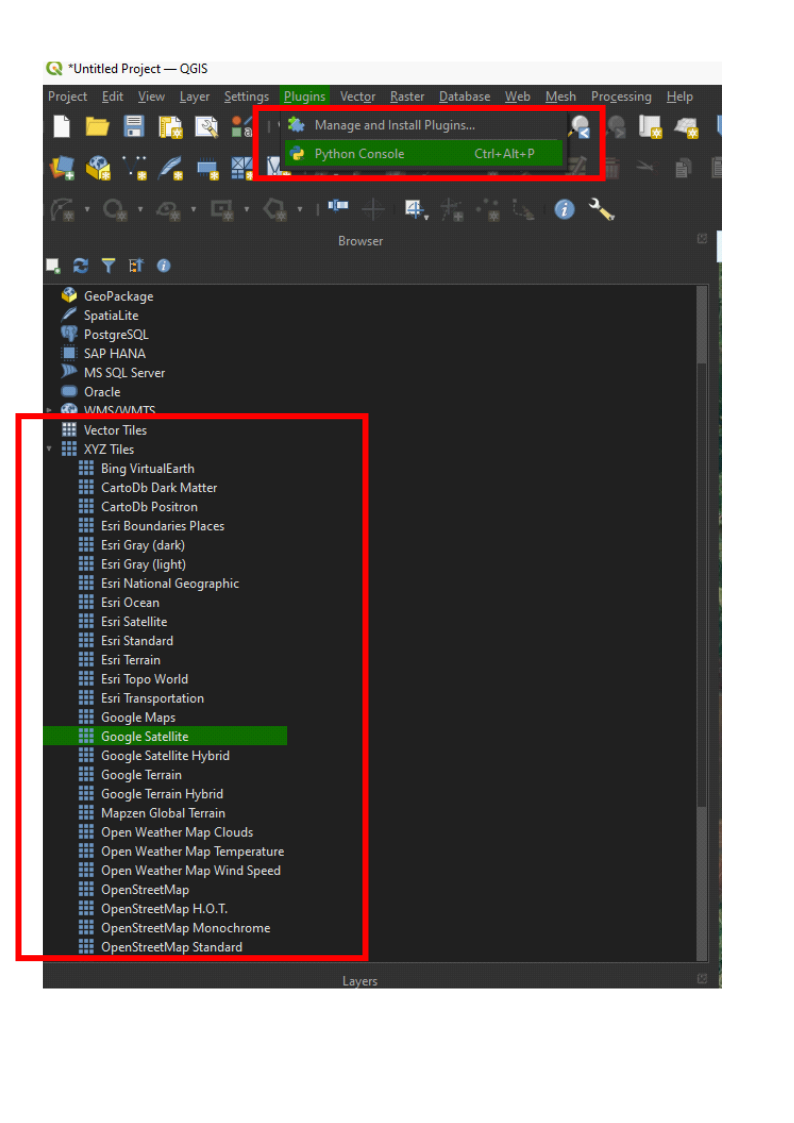 *Untitled Project — QGIS
Project Edit View Layer Settings Plugins Vector Raster Database Web Mesh Processing Help
Manage and Install Plugins...
Python Console Ctrl+Alt+P
Browser
GeoPackage
SpatiaLite
PostgreSQL
SAP HANA
MS SQL Server
Oracle
WMS/WMTS
Vector Tiles
XYZ Tiles
Bing VirtualEarth
CartoDb Dark Matter
CartoDb Positron
Esri Boundaries Places
Esri Gray (dark)
Esri Gray (light)
Esri National Geographic
Esri Ocean
Esri Satellite
Esri Standard
Esri Terrain
Esri Topo World
Esri Transportation
Google Maps
Google Satellite
Google Satellite Hybrid
Google Terrain
Google Terrain Hybrid
Mapzen Global Terrain
Open Weather Map Clouds
Open Weather Map Temperature
Open Weather Map Wind Speed
OpenStreetMap
OpenStreetMap H.O.T.
OpenStreetMap Monochrome
OpenStreetMap Standard
Layers